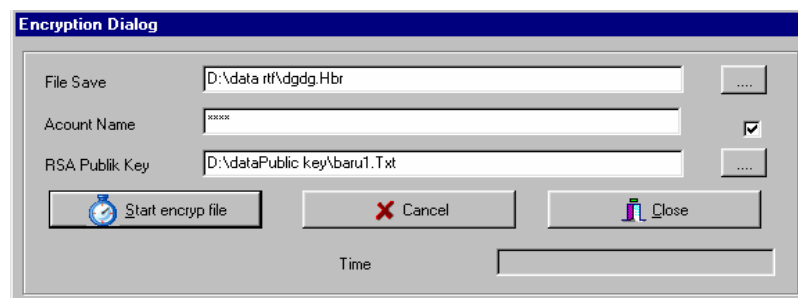 Encryption Dialog
File Save D:\data rtf\dgdg.Hbr ....
Acount Name ****
RSA Publik Key D:\dataPublic key\baru1.Txt ....
Start encryp file Cancel Close
Time